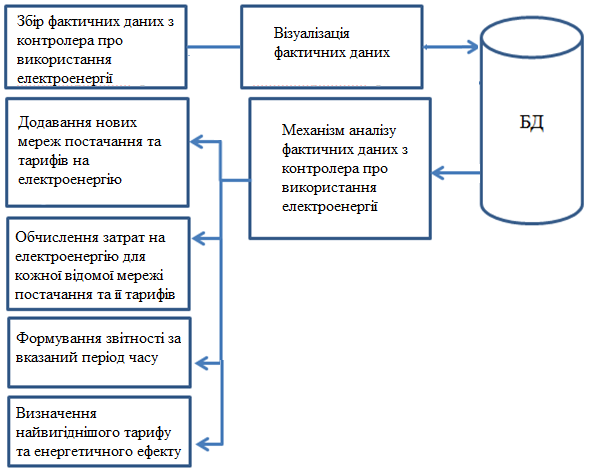 Збір фактичних даних з
контролера про
використання
електроенергії
Візуалізація
фактичних даних
БД
Додавання нових
мереж постачання та
тарифів на
електроенергію
Механізм аналізу
фактичних даних з
контролера про
використання
електроенергії
Обчислення затрат на
електроенергію для
кожної відомої мережі
постачання та її тарифів
Формування звітності за
вказаний період часу
Визначення
найвигіднішого тарифу
та енергетичного ефекту